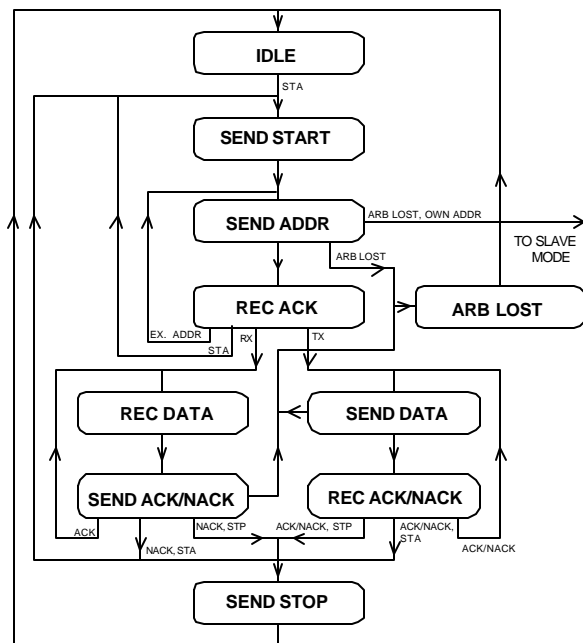 IDLE
STA
SEND START
SEND ADDR
ARB LOST, OWN ADDR
TO SLAVE
MODE
ARB LOST
REC ACK
ARB LOST
EX. ADDR
STA
RX
TX
REC DATA
SEND DATA
SEND ACK/NACK
REC ACK/NACK
ACK
NACK, STP
ACK/NACK, STP
ACK/NACK,
STA
ACK/NACK
NACK, STA
SEND STOP